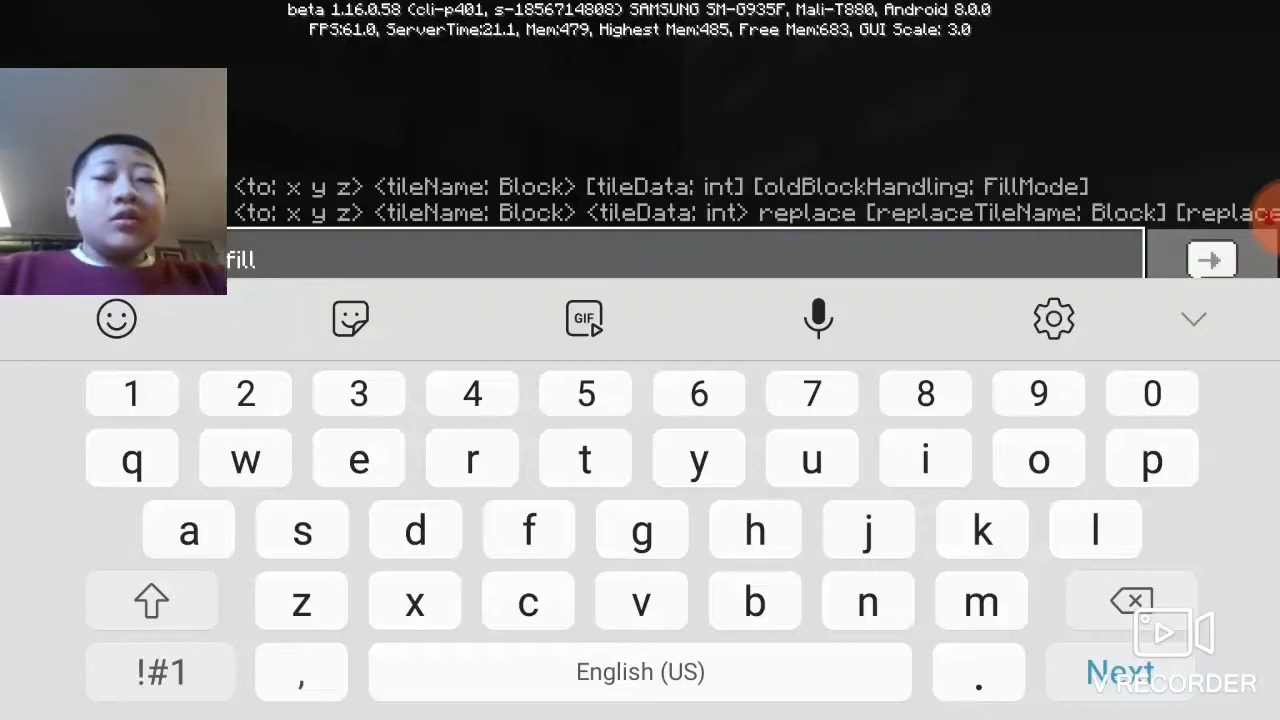 beta 1.16.0.58 (cli-p401, s-1856714808) SAMSUNG SM-G935F, Mali-T880, Android 8.0.0
FPS:61.0, ServerTime:21.1, Mem:479, Highest Mem:485, Free Mem:683, GUI Scale: 3.0
<to: x y z> <tileName: Block> [tileData: int] [oldBlockHandling: FillMode]
<to: x y z> <tileName: Block> <tileData: int> replace [replaceTileName: Block] [replace
fill
GIF
1 2 3 4 5 6 7 8 9 0
q w e r t y u i o p
a s d f g h j k l
z x c v b n m
!#1 , English (US) . Next
V RECORDER